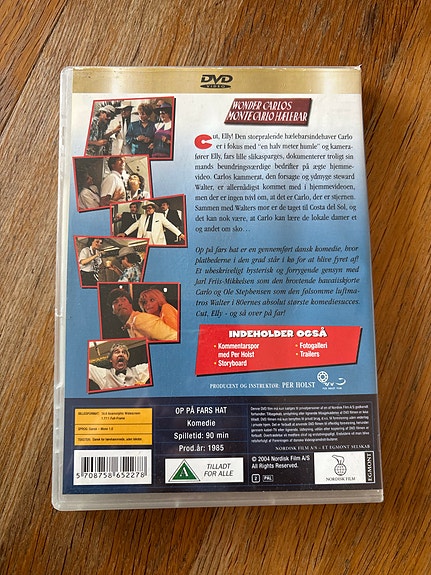 DVD
VIDEO
WONDER CARLOS
MONTE CARLO HÆLEBAR
Cut, Elly! Den storpralende hælebarsindehaver Carlo
er i fokus med "en halv meter humle" og kamera-
fører Elly, fars lille slikaspurgs, dokumenterer troligt sin
mands beundringsværdige bedrifter på ægte hjemme-
video. Carlos kammerat, den forsagte og ydmyge steward
Walter, er allernådigst kommet med i hjemmevideoen,
men der er ingen tvivl om, at det er Carlo, der er stjernen.
Sammen med Walters mor er de taget til Costa del Sol, og
det kan nok være, at Carlo kan lære de lokale damer et
og andet om sko...
Op på fars hat er en gennemført dansk komedie, hvor
platbederne i den grad står i kø for at blive fyret af!
Et ubeskriveligt hysterisk og forrygende gensyn med
Jarl Friis-Mikkelsen som den brovtende hawaiiskjorte
Carlo og Ole Stephensen som den følsomme luftma-
tros Walter i 80ernes absolut største komediesucces.
Cut, Elly - og så over på far!
INDEHOLDER OGSÅ
• Kommentarspor
med Per Holst
• Storyboard
• Fotogalleri
• Trailers
PRODUCENT OG INSTRUKTØR: PER HOLST
OP PÅ FARS HAT
Komedie
Spilletid: 90 min
Prod.år: 1985
5 708758 652278
A
TILLADT
FOR ALLE
© 2004 Nordisk Film A/S
All Rights Reserved.
2
PAL
NORDISK FILM A/S - ET EGMONT SELSKAB
NORDISK FILM
EGMONT